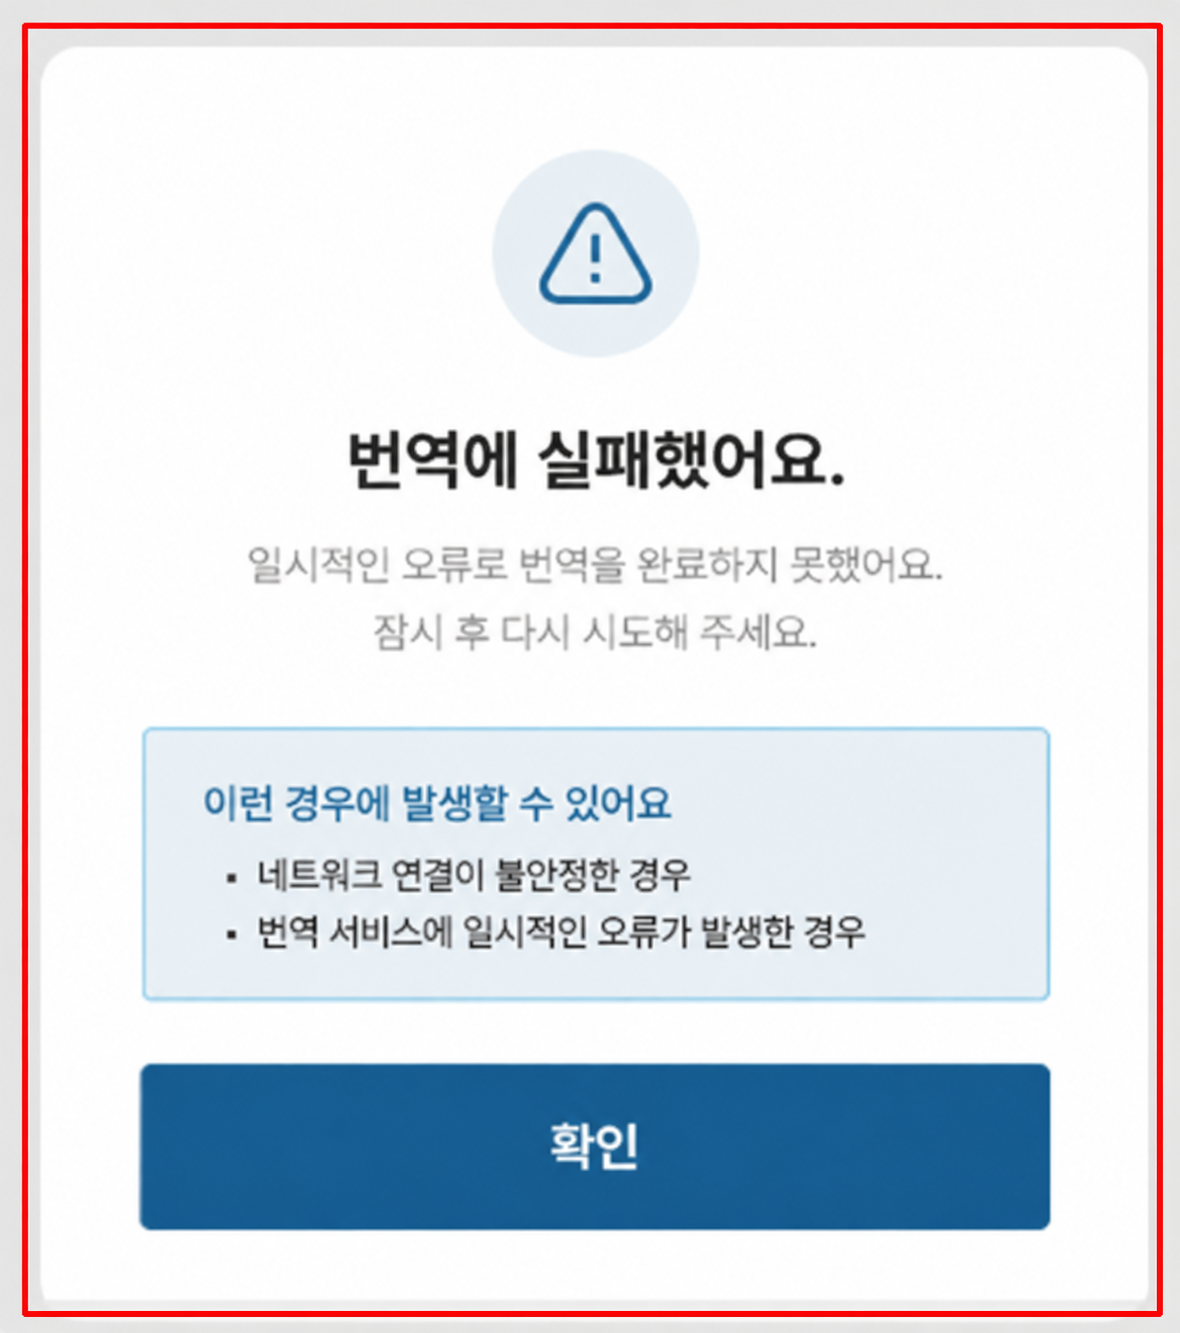 번역에 실패했어요.
일시적인 오류로 번역을 완료하지 못했어요.
잠시 후 다시 시도해 주세요.
이런 경우에 발생할 수 있어요
▪ 네트워크 연결이 불안정한 경우
▪ 번역 서비스에 일시적인 오류가 발생한 경우
확인